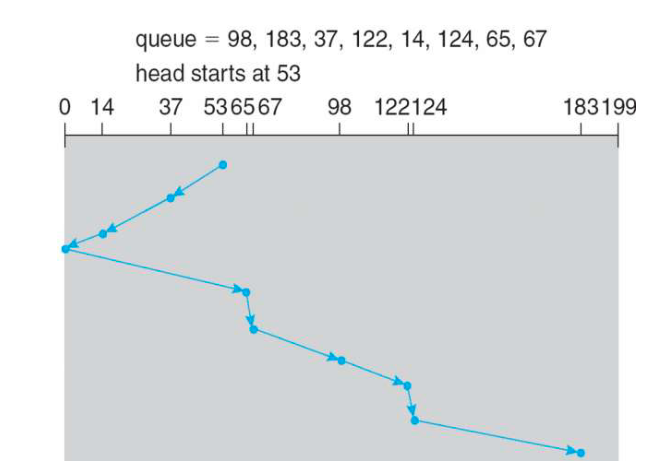 queue = 98, 183, 37, 122, 14, 124, 65, 67
head starts at 53
0 14 37 53 65 67 98 122 124 183 199